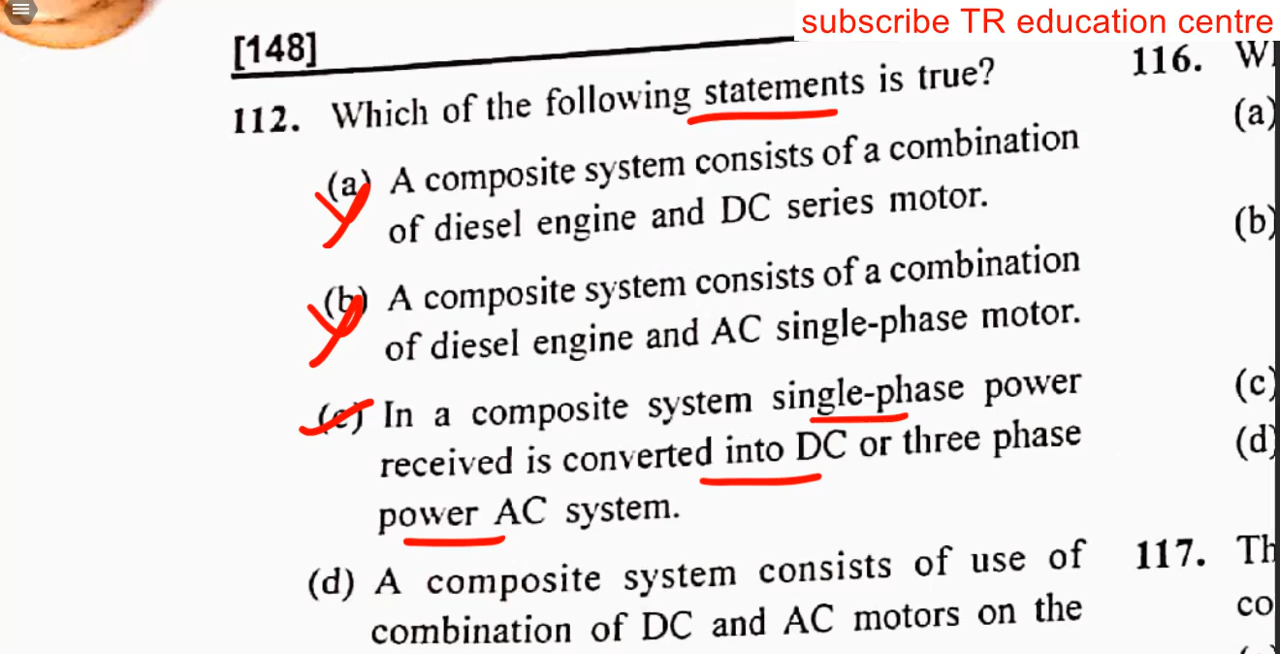 subscribe TR education centre
[148]
112. Which of the following statements is true?
(a) A composite system consists of a combination
of diesel engine and DC series motor.
(b) A composite system consists of a combination
of diesel engine and AC single-phase motor.
(c) In a composite system single-phase power
received is converted into DC or three phase
power AC system.
(d) A composite system consists of use of
combination of DC and AC motors on the
116.
(a)
(b)
(c)
(d)
117. Th
co